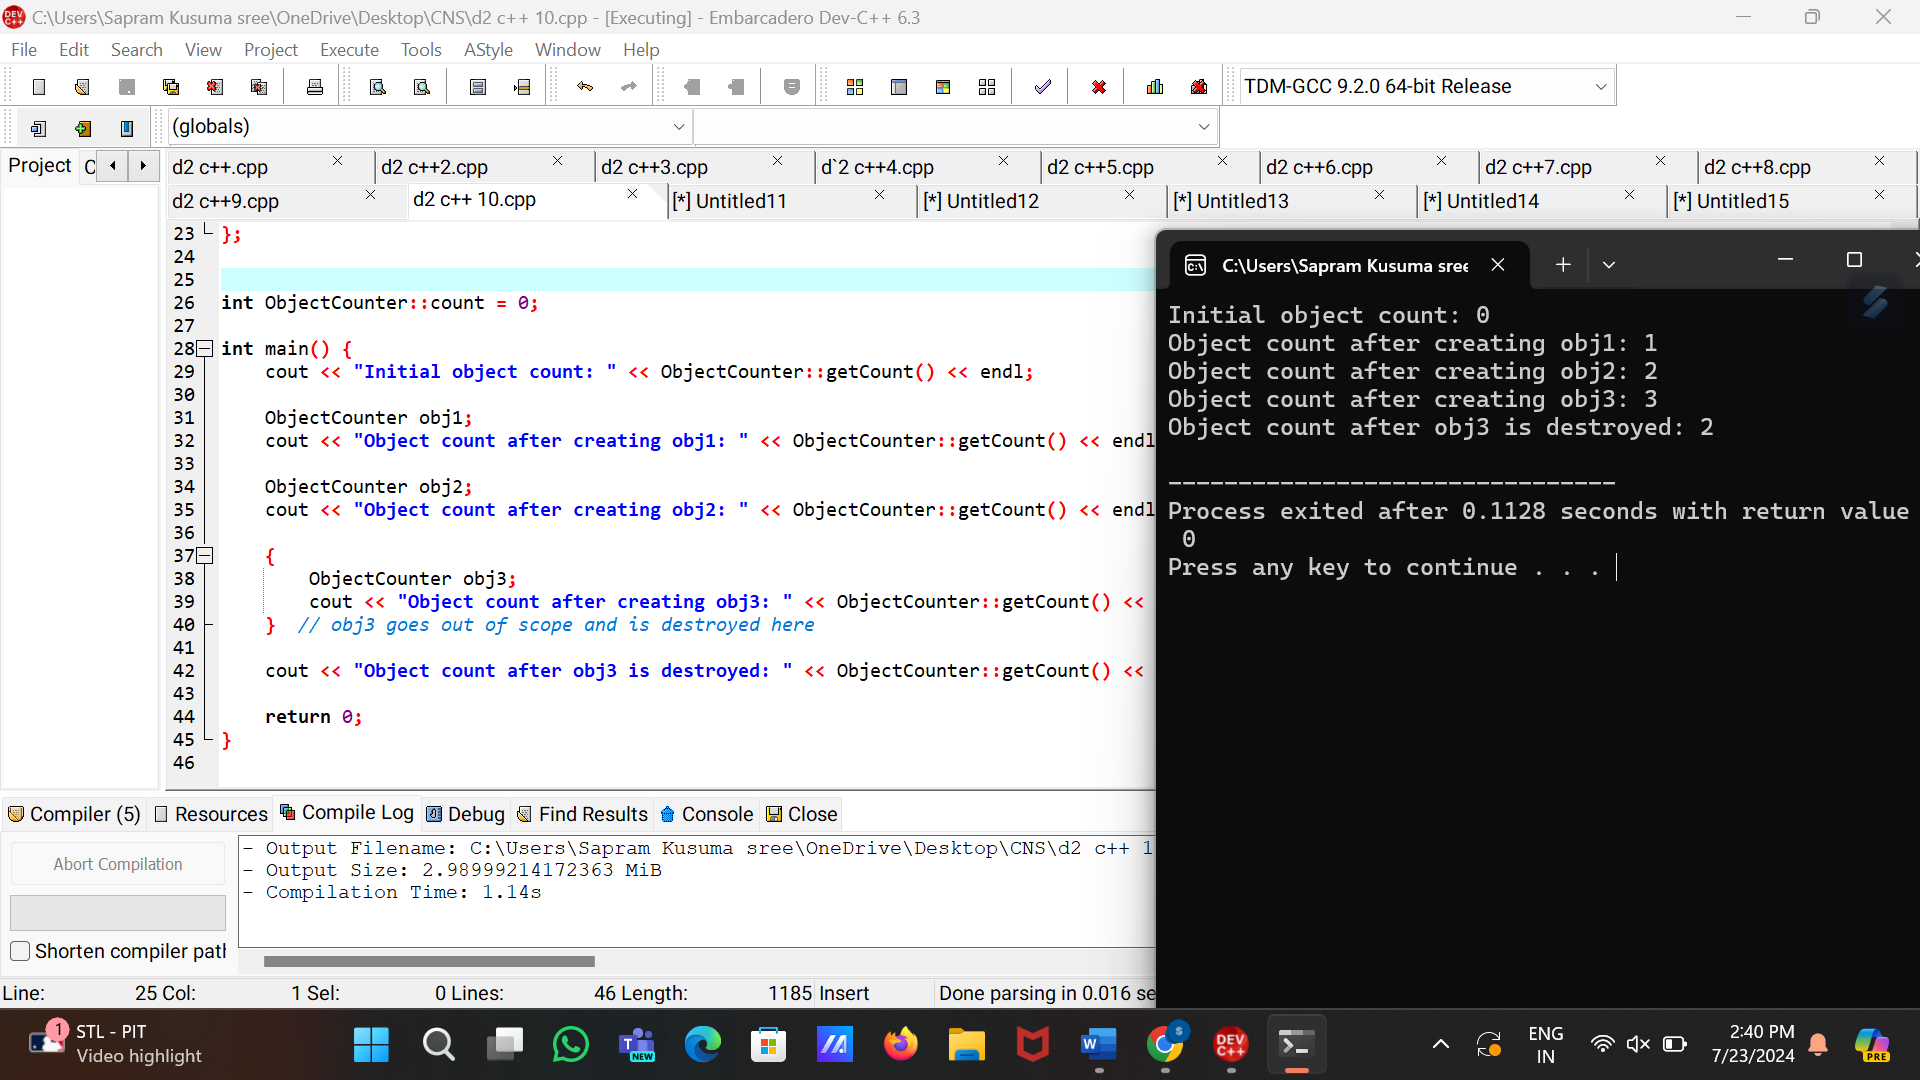 C:\Users\Sapram Kusuma sree\OneDrive\Desktop\CNS\d2 c++ 10.cpp - [Executing] - Embarcadero Dev-C++ 6.3
File Edit Search View Project Execute Tools AStyle Window Help
TDM-GCC 9.2.0 64-bit Release
(globals)
Project C
d2 c++.cpp d2 c++2.cpp d2 c++3.cpp d`2 c++4.cpp d2 c++5.cpp d2 c++6.cpp d2 c++7.cpp d2 c++8.cpp
d2 c++9.cpp d2 c++ 10.cpp [*] Untitled11 [*] Untitled12 [*] Untitled13 [*] Untitled14 [*] Untitled15
23 };
24
25
26 int ObjectCounter::count = 0;
27
28 int main() {
29 cout << "Initial object count: " << ObjectCounter::getCount() << endl;
30
31 ObjectCounter obj1;
32 cout << "Object count after creating obj1: " << ObjectCounter::getCount() << endl
33
34 ObjectCounter obj2;
35 cout << "Object count after creating obj2: " << ObjectCounter::getCount() << endl
36
37 {
38 ObjectCounter obj3;
39 cout << "Object count after creating obj3: " << ObjectCounter::getCount() <<
40 } // obj3 goes out of scope and is destroyed here
41
42 cout << "Object count after obj3 is destroyed: " << ObjectCounter::getCount() <<
43
44 return 0;
45 }
46
C:\Users\Sapram Kusuma sree
Initial object count: 0
Object count after creating obj1: 1
Object count after creating obj2: 2
Object count after creating obj3: 3
Object count after obj3 is destroyed: 2
--------------------------------
Process exited after 0.1128 seconds with return value
0
Press any key to continue . . .
Compiler (5) Resources Compile Log Debug Find Results Console Close
Abort Compilation
Shorten compiler path
- Output Filename: C:\Users\Sapram Kusuma sree\OneDrive\Desktop\CNS\d2 c++ 1
- Output Size: 2.98999214172363 MiB
- Compilation Time: 1.14s
Line: 25 Col: 1 Sel: 0 Lines: 46 Length: 1185 Insert Done parsing in 0.016 se
1
STL - PIT
Video highlight
NEW
S
W
DEV C++
ENG
IN
2:40 PM
7/23/2024
PRE